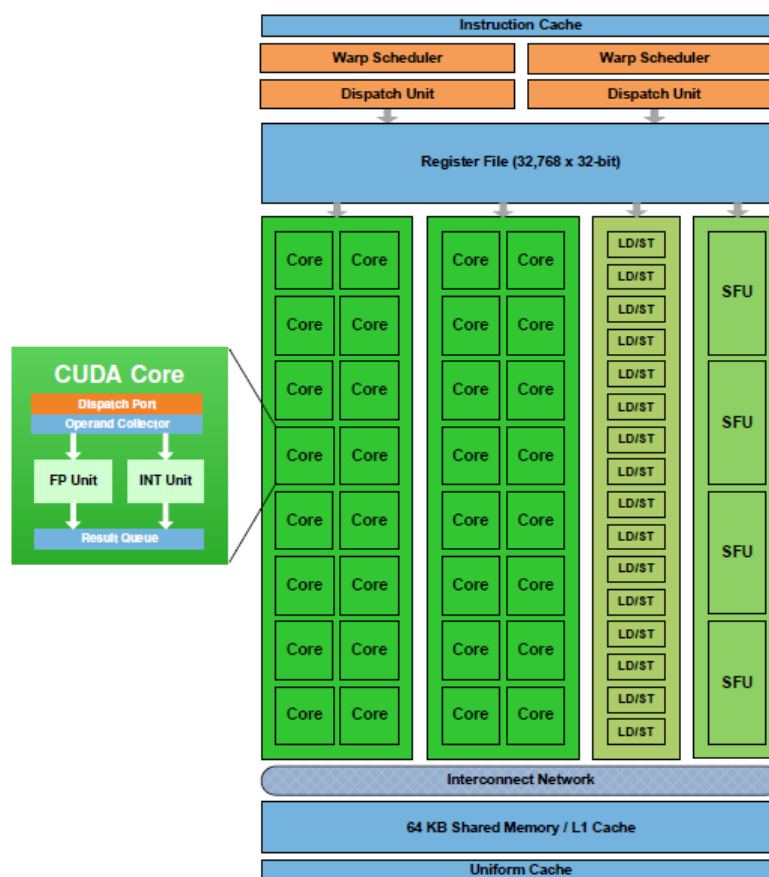 Instruction Cache
Warp Scheduler Warp Scheduler
Dispatch Unit Dispatch Unit
Register File (32,768 x 32-bit)
Core Core Core Core LD/ST SFU
LD/ST
Core Core Core Core LD/ST
LD/ST
Core Core Core Core LD/ST SFU
LD/ST
Core Core Core Core LD/ST
LD/ST
Core Core Core Core LD/ST SFU
LD/ST
Core Core Core Core LD/ST
LD/ST
Core Core Core Core LD/ST SFU
LD/ST
Core Core Core Core LD/ST
LD/ST
CUDA Core
Dispatch Port
Operand Collector
FP Unit INT Unit
Result Queue
Interconnect Network
64 KB Shared Memory / L1 Cache
Uniform Cache